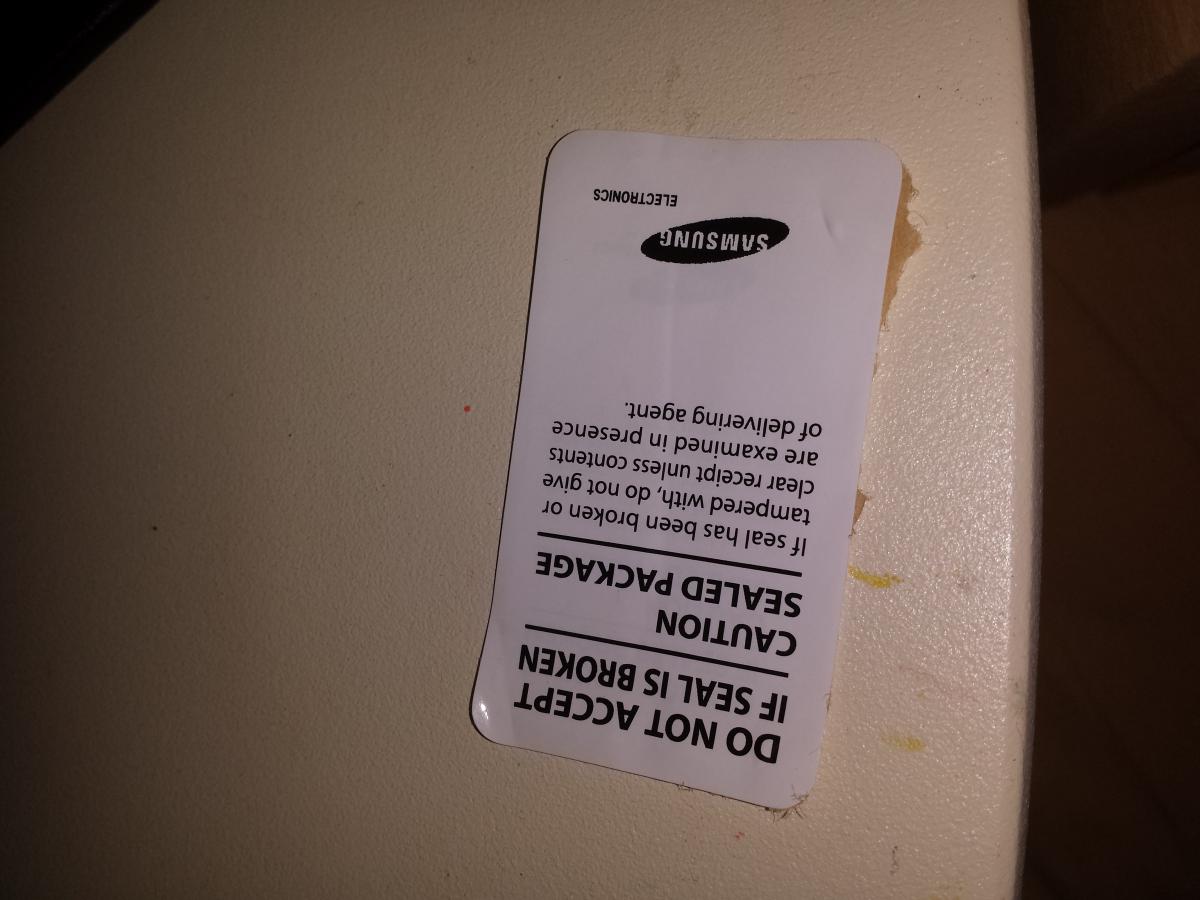 DO NOT ACCEPT
IF SEAL IS BROKEN
CAUTION
SEALED PACKAGE
If seal has been broken or
tampered with, do not give
clear receipt unless contents
are examined in presence
of delivering agent.
SAMSUNG
ELECTRONICS